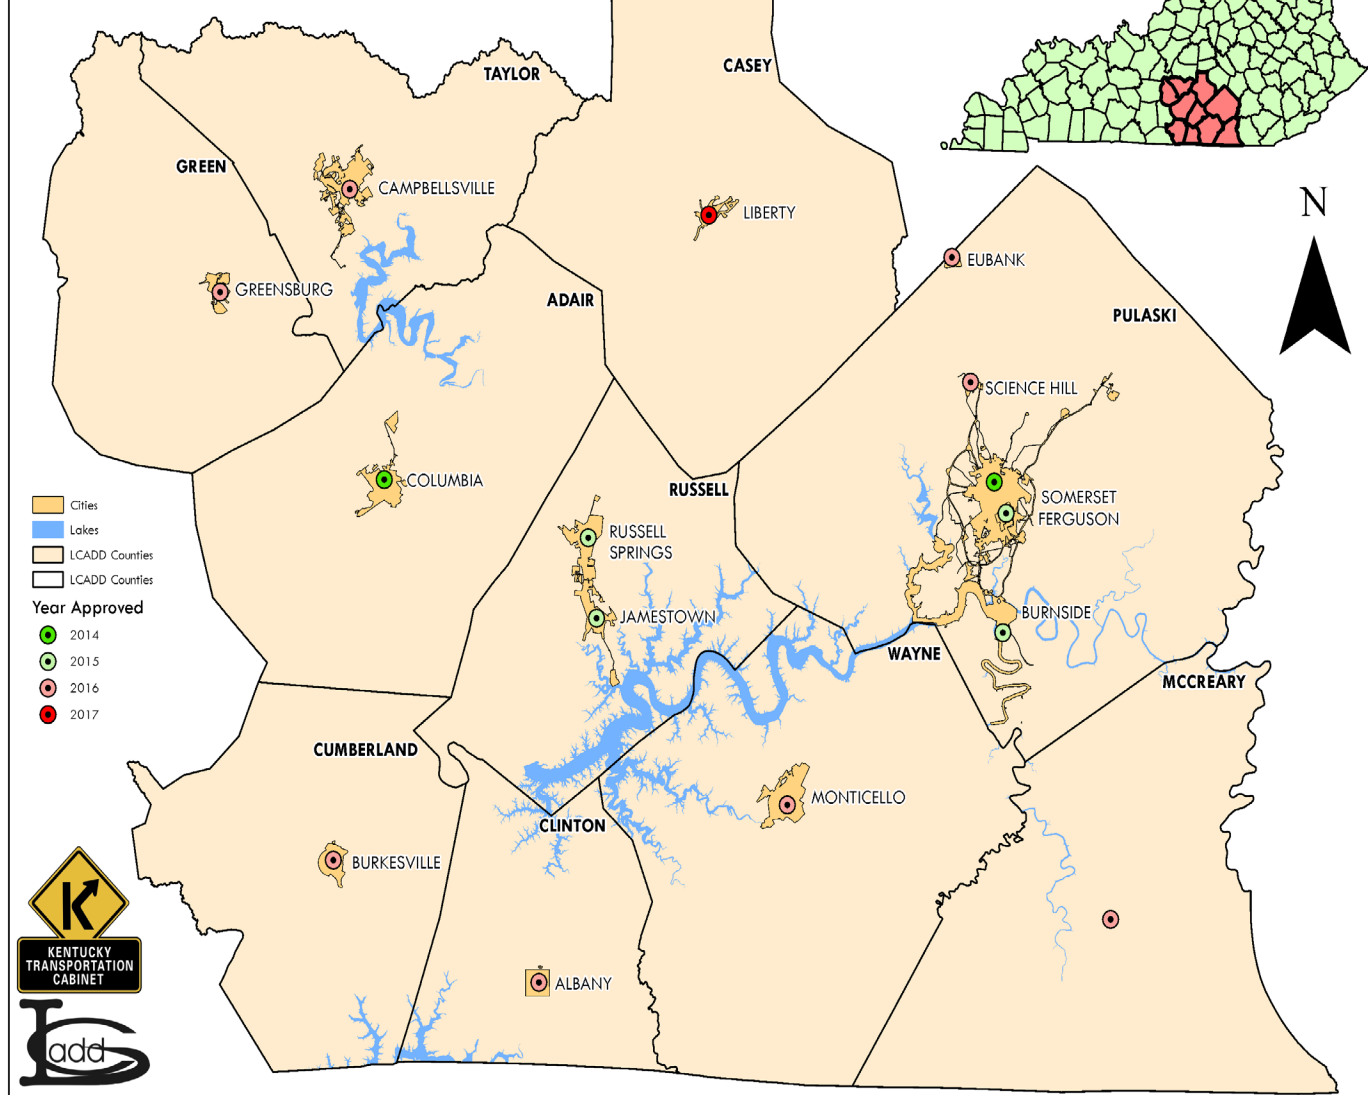 TAYLOR
CASEY
GREEN
CAMPBELLSVILLE
LIBERTY
N
EUBANK
GREENSBURG
ADAIR
PULASKI
SCIENCE HILL
COLUMBIA
RUSSELL
SOMERSET
FERGUSON
RUSSELL
SPRINGS
JAMESTOWN
BURNSIDE
WAYNE
MCCREARY
CUMBERLAND
MONTICELLO
CLINTON
BURKESVILLE
ALBANY
Cities
Lakes
LCADD Counties
LCADD Counties
Year Approved
2014
2015
2016
2017
K
KENTUCKY
TRANSPORTATION
CABINET
L
C
add